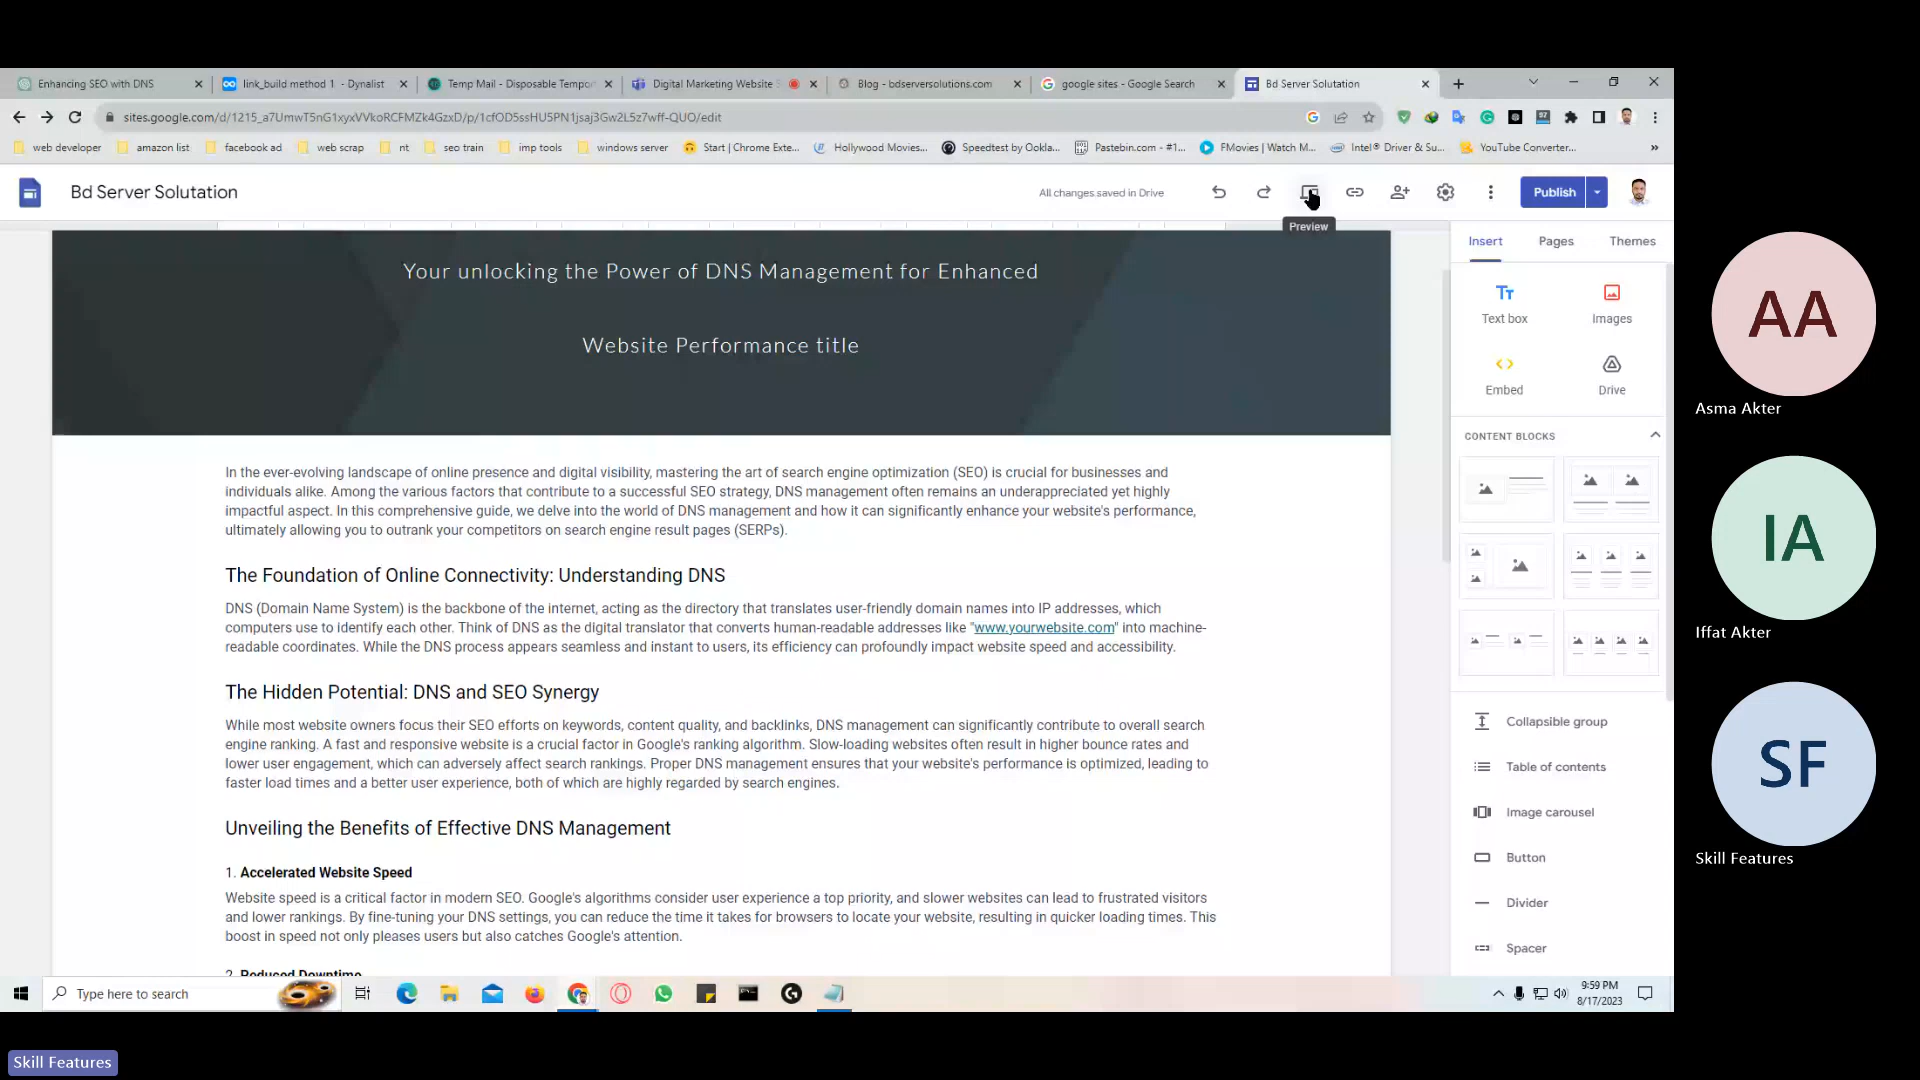 Enhancing SEO with DNS
link_build method 1 - Dynalist
Temp Mail - Disposable Tempo
Digital Marketing Website S
Blog - bdserversolutions.com
google sites - Google Search
Bd Server Solutation
sites.google.com/d/1215_a7UmwT5nG1xyxVVkoRCFMZk4GzxD/p/1cfOD5ssHU5PN1jsaj3Gw2L5z7wff-QUO/edit
web developer
amazon list
facebook ad
web scrap
nt
seo train
imp tools
windows server
Start | Chrome Exte...
Hollywood Movies...
Speedtest by Ookla...
Pastebin.com - #1...
FMovies | Watch M...
Intel® Driver & Su...
YouTube Converter...
»
Bd Server Solutation
All changes saved in Drive
Publish
Preview
Insert
Pages
Themes
Your unlocking the Power of DNS Management for Enhanced
Website Performance title
Text box
Images
Embed
Drive
CONTENT BLOCKS
In the ever-evolving landscape of online presence and digital visibility, mastering the art of search engine optimization (SEO) is crucial for businesses and
individuals alike. Among the various factors that contribute to a successful SEO strategy, DNS management often remains an underappreciated yet highly
impactful aspect. In this comprehensive guide, we delve into the world of DNS management and how it can significantly enhance your website's performance,
ultimately allowing you to outrank your competitors on search engine result pages (SERPs).
The Foundation of Online Connectivity: Understanding DNS
DNS (Domain Name System) is the backbone of the internet, acting as the directory that translates user-friendly domain names into IP addresses, which
computers use to identify each other. Think of DNS as the digital translator that converts human-readable addresses like "www.yourwebsite.com" into machine-
readable coordinates. While the DNS process appears seamless and instant to users, its efficiency can profoundly impact website speed and accessibility.
The Hidden Potential: DNS and SEO Synergy
While most website owners focus their SEO efforts on keywords, content quality, and backlinks, DNS management can significantly contribute to overall search
engine ranking. A fast and responsive website is a crucial factor in Google's ranking algorithm. Slow-loading websites often result in higher bounce rates and
lower user engagement, which can adversely affect search rankings. Proper DNS management ensures that your website's performance is optimized, leading to
faster load times and a better user experience, both of which are highly regarded by search engines.
Unveiling the Benefits of Effective DNS Management
1. Accelerated Website Speed
Website speed is a critical factor in modern SEO. Google's algorithms consider user experience a top priority, and slower websites can lead to frustrated visitors
and lower rankings. By fine-tuning your DNS settings, you can reduce the time it takes for browsers to locate your website, resulting in quicker loading times. This
boost in speed not only pleases users but also catches Google's attention.
2. Reduced Downtime
Collapsible group
Table of contents
Image carousel
Button
Divider
Spacer
Type here to search
9:59 PM
8/17/2023
AA
Asma Akter
IA
Iffat Akter
SF
Skill Features
Skill Features